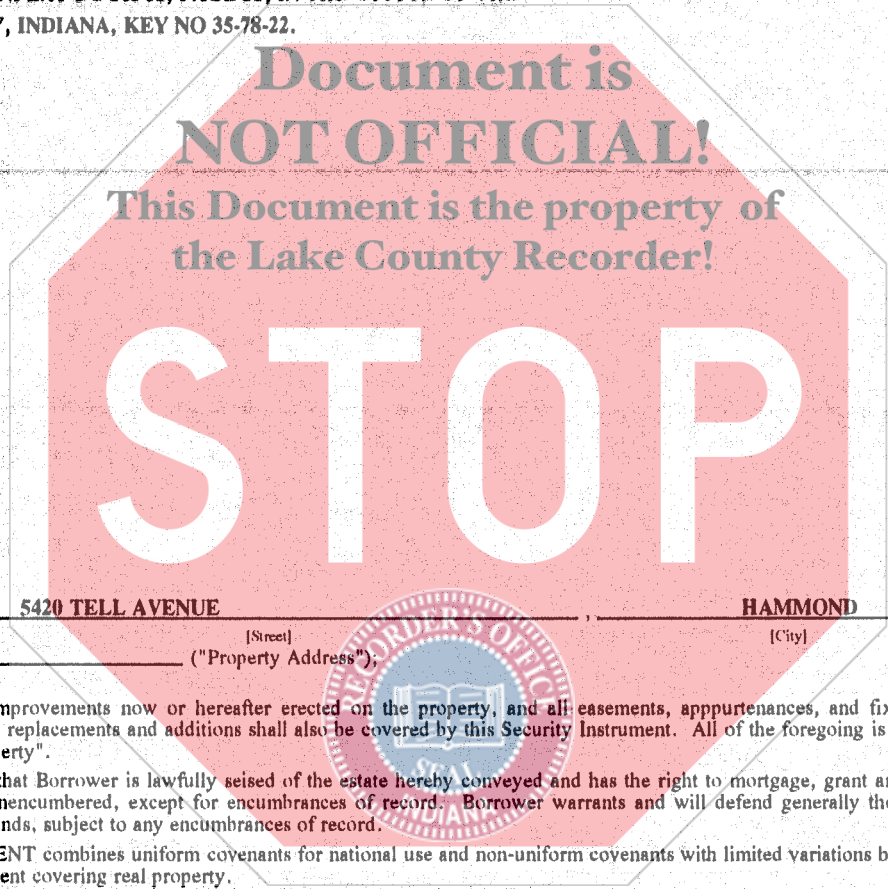 , INDIANA, KEY NO 35-78-22.
Document is
NOT OFFICIAL!
This Document is the property of
the Lake County Recorder!
STOP
5420 TELL AVENUE , HAMMOND
[Street] [City]
("Property Address");
RECORDER'S OFFICE
mprovements now or hereafter erected on the property, and all easements, apppurtenances, and fix
replacements and additions shall also be covered by this Security Instrument. All of the foregoing is
erty".
SEAL
INDIANA
that Borrower is lawfully seised of the estate hereby conveyed and has the right to mortgage, grant an
nencumbered, except for encumbrances of record. Borrower warrants and will defend generally the
nds, subject to any encumbrances of record.
ENT combines uniform covenants for national use and non-uniform covenants with limited variations b
ent covering real property.